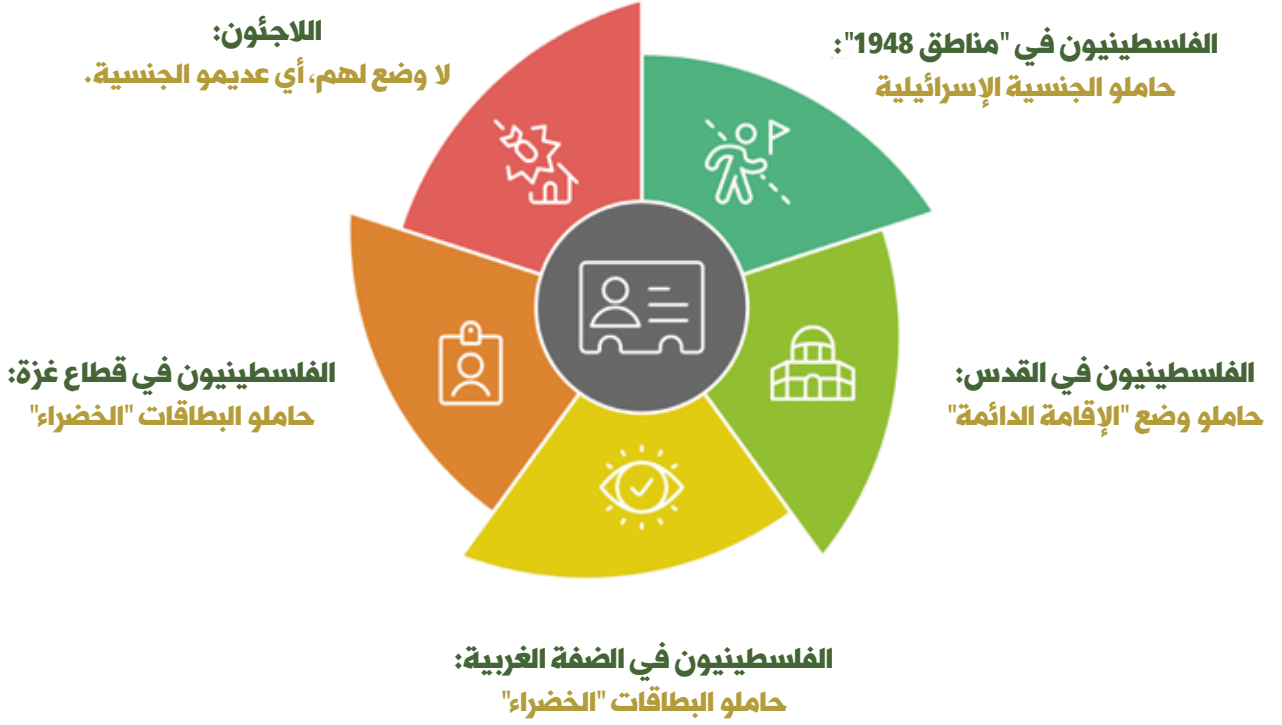 الفلسطينيون في "مناطق 1948":
حاملو الجنسية الإسرائيلية
اللاجئون:
لا وضع لهم، أي عديمو الجنسية.
الفلسطينيون في القدس:
حاملو وضع "الإقامة الدائمة"
الفلسطينيون في قطاع غزة:
حاملو البطاقات "الخضراء"
الفلسطينيون في الضفة الغربية:
حاملو البطاقات "الخضراء"